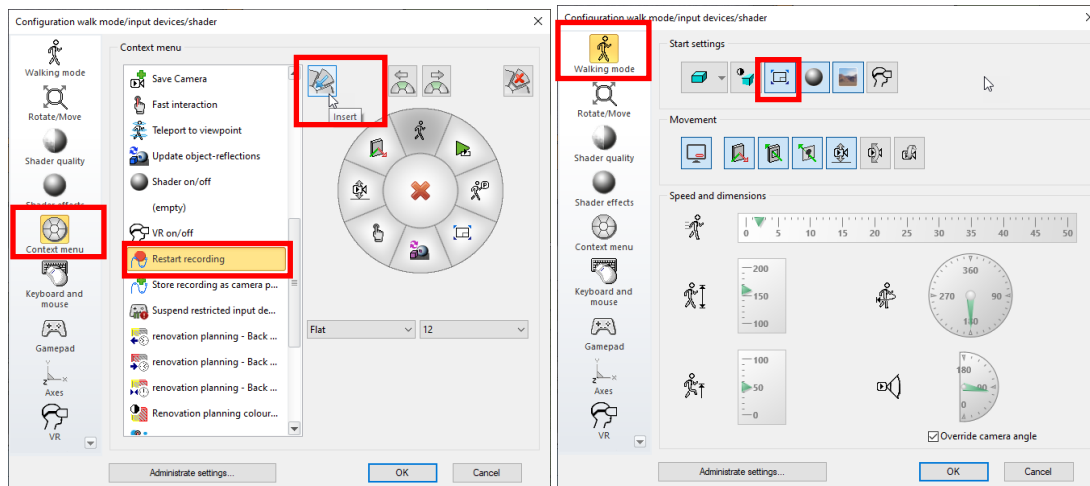 Configuration walk mode/input devices/shader
Walking mode
Rotate/Move
Shader quality
Shader effects
Context menu
Keyboard and
mouse
Gamepad
Axes
VR
Context menu
Save Camera
Fast interaction
Teleport to viewpoint
Update object-reflections
Shader on/off
(empty)
VR on/off
Restart recording
Store recording as camera p...
Suspend restricted input de...
renovation planning - Back ...
renovation planning - Back ...
renovation planning - Back ...
Renovation planning colour...
Insert
Flat
12
Administrate settings...
OK
Cancel
Configuration walk mode/input devices/shader
Walking mode
Rotate/Move
Shader quality
Shader effects
Context menu
Keyboard and
mouse
Gamepad
Axes
VR
Start settings
Movement
Speed and dimensions
0 5 10 15 20 25 30 35 40 45 50
200
150
100
360
270
90
180
100
50
0
180
90
0
Override camera angle
Administrate settings...
OK
Cancel